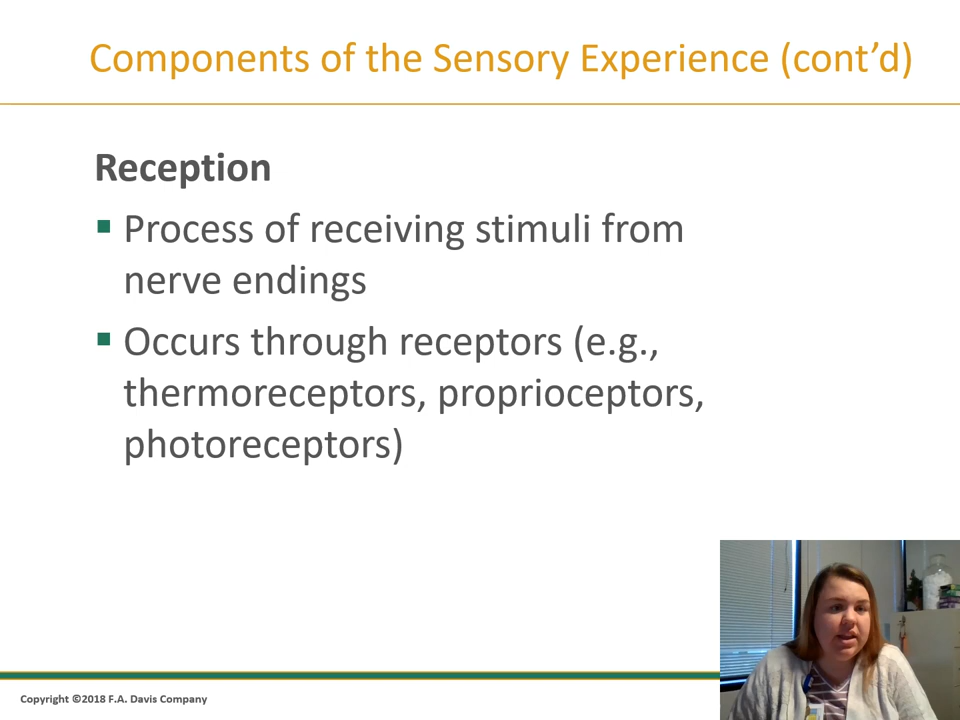 Components of the Sensory Experience (cont’d)
Reception
▪ Process of receiving stimuli from
nerve endings
▪ Occurs through receptors (e.g.,
thermoreceptors, proprioceptors,
photoreceptors)
Copyright ©2018 F.A. Davis Company